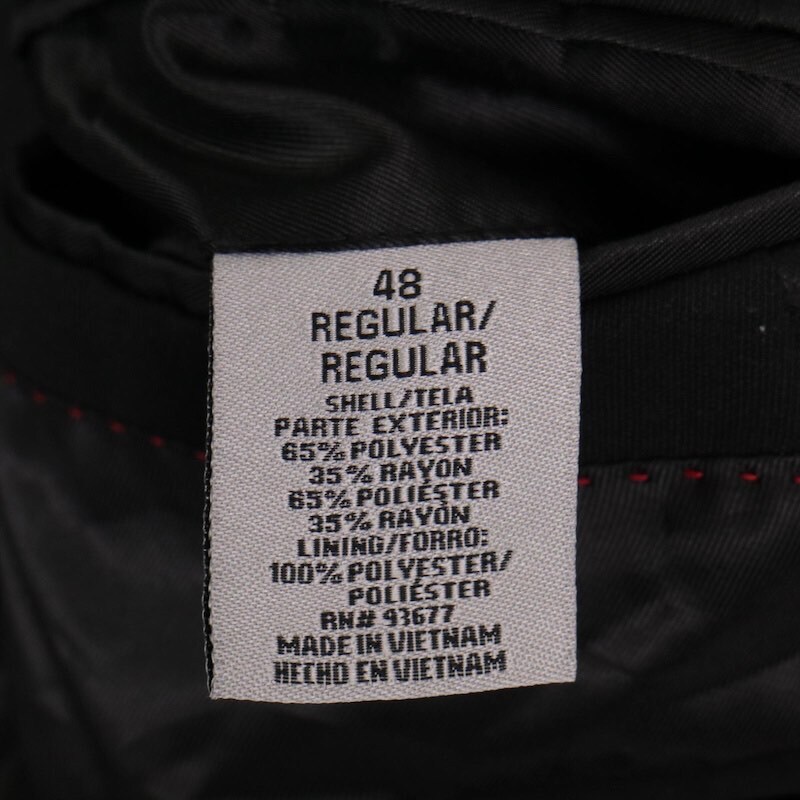 48
REGULAR/
REGULAR
SHELL/TELA
PARTE EXTERIOR:
65% POLYESTER
35% RAYON
65% POLIÉSTER
35% RAYÓN
LINING/FORRO:
100% POLYESTER/
POLIÉSTER
RN# 93677
MADE IN VIETNAM
HECHO EN VIETNAM